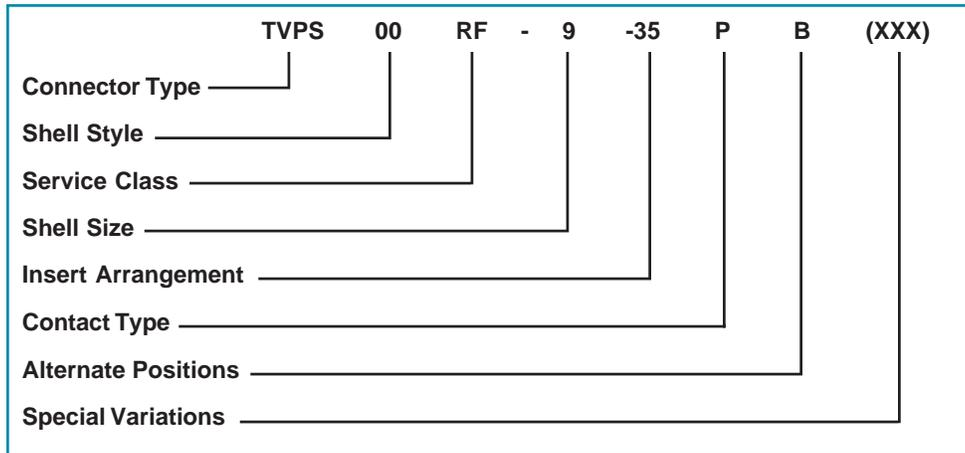 TVPS 00 RF - 9 -35 P B (XXX)
Connector Type
Shell Style
Service Class
Shell Size
Insert Arrangement
Contact Type
Alternate Positions
Special Variations